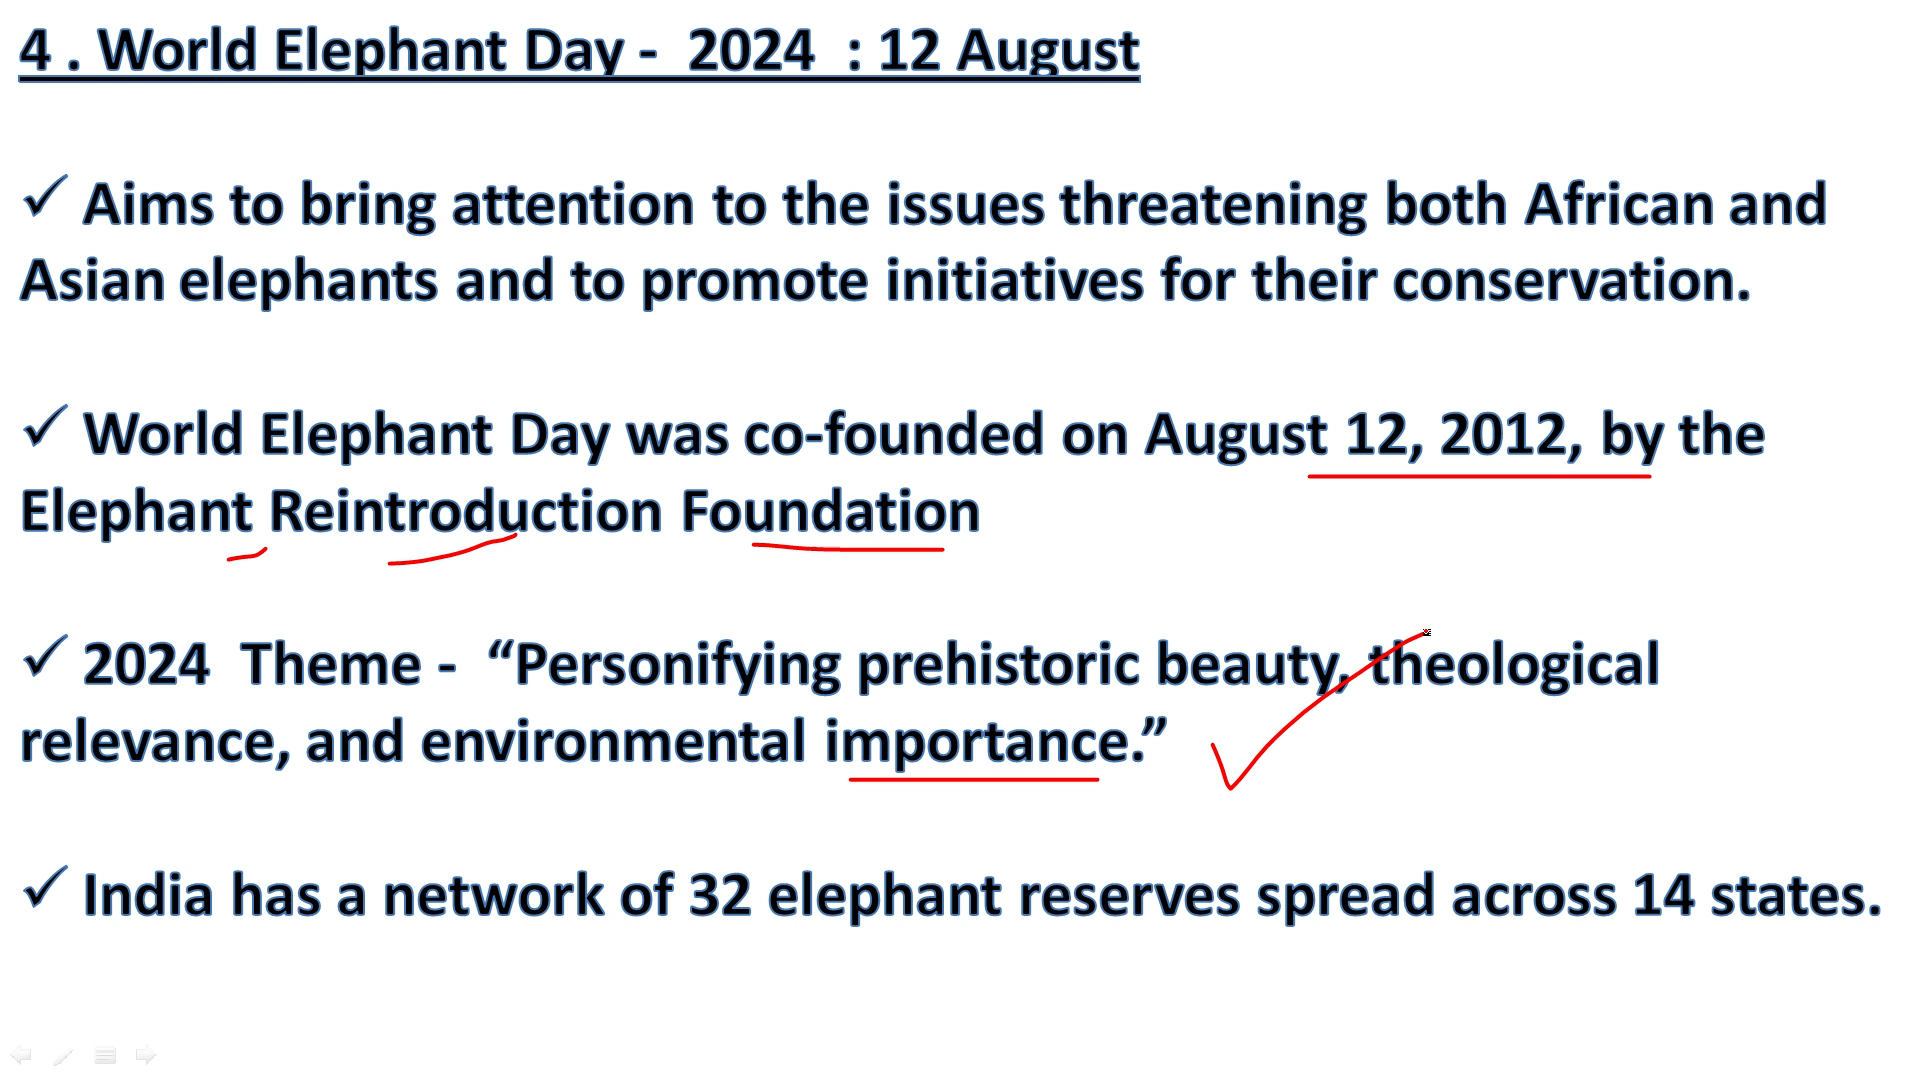 4 . World Elephant Day -  2024  : 12 August
✓ Aims to bring attention to the issues threatening both African and
Asian elephants and to promote initiatives for their conservation.
✓ World Elephant Day was co-founded on August 12, 2012, by the
Elephant Reintroduction Foundation
✓ 2024  Theme -  “Personifying prehistoric beauty, theological
relevance, and environmental importance.”
✓ India has a network of 32 elephant reserves spread across 14 states.